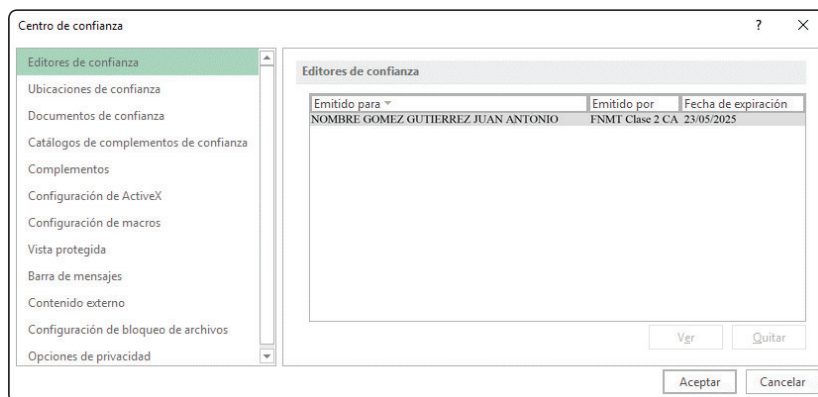 Centro de confianza
?
Editores de confianza
Ubicaciones de confianza
Documentos de confianza
Catálogos de complementos de confianza
Complementos
Configuración de ActiveX
Configuración de macros
Vista protegida
Barra de mensajes
Contenido externo
Configuración de bloqueo de archivos
Opciones de privacidad
Editores de confianza
Emitido para Emitido por Fecha de expiración
NOMBRE GOMEZ GUTIERREZ JUAN ANTONIO FNMT Clase 2 CA 23/05/2025
Ver Quitar
Aceptar Cancelar